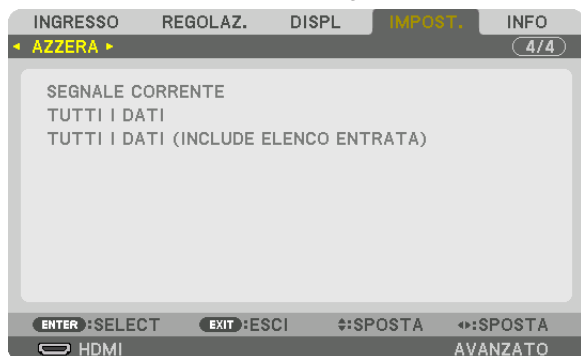 INGRESSO REGOLAZ. DISPL IMPOST. INFO
AZZERA 4/4
SEGNALE CORRENTE
TUTTI I DATI
TUTTI I DATI (INCLUDE ELENCO ENTRATA)
ENTER :SELECT EXIT :ESCI :SPOSTA :SPOSTA
HDMI AVANZATO